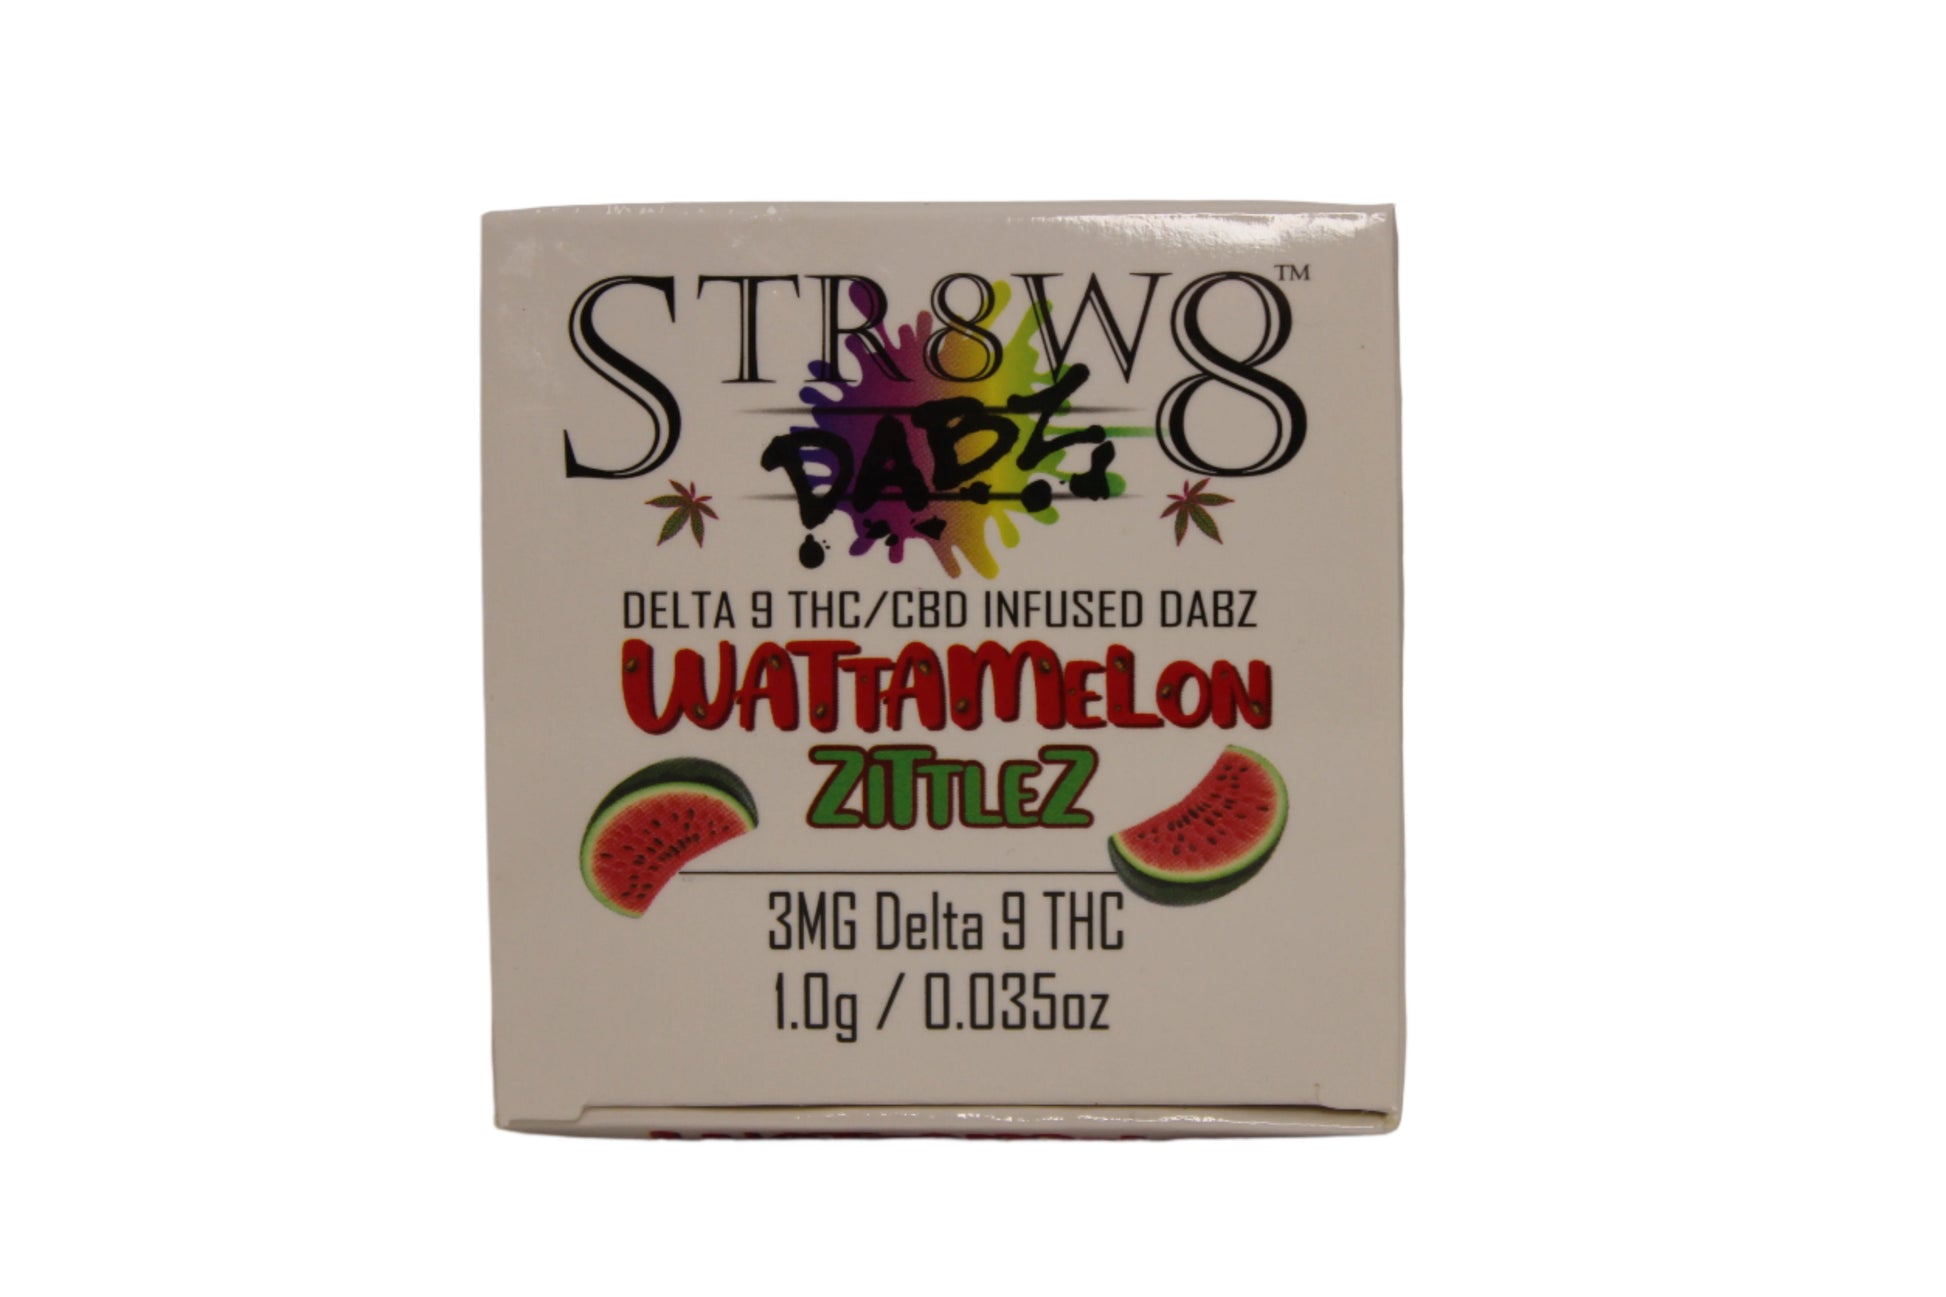 STR8W8™
DABZ
DELTA 9 THC/CBD INFUSED DABZ
WATTAMELON
ZITTLEZ
3MG Delta 9 THC
1.0g / 0.035oz